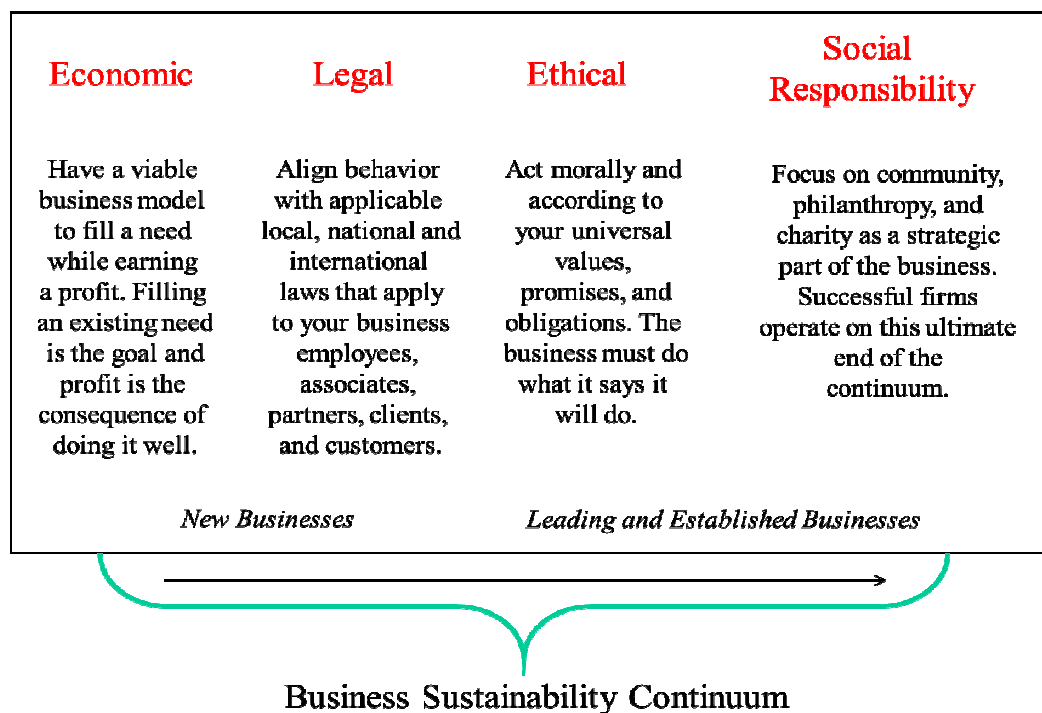 Economic
Have a viable
business model
to fill a need
while earning
a profit. Filling
an existing need
is the goal and
profit is the
consequence of
doing it well.
Legal
Align behavior
with applicable
local, national and
international
laws that apply
to your business
employees,
associates,
partners, clients,
and customers.
Ethical
Act morally and
according to
your universal
values,
promises, and
obligations. The
business must do
what it says it
will do.
Social
Responsibility
Focus on community,
philanthropy, and
charity as a strategic
part of the business.
Successful firms
operate on this ultimate
end of the
continuum.
New Businesses
Leading and Established Businesses
Business Sustainability Continuum